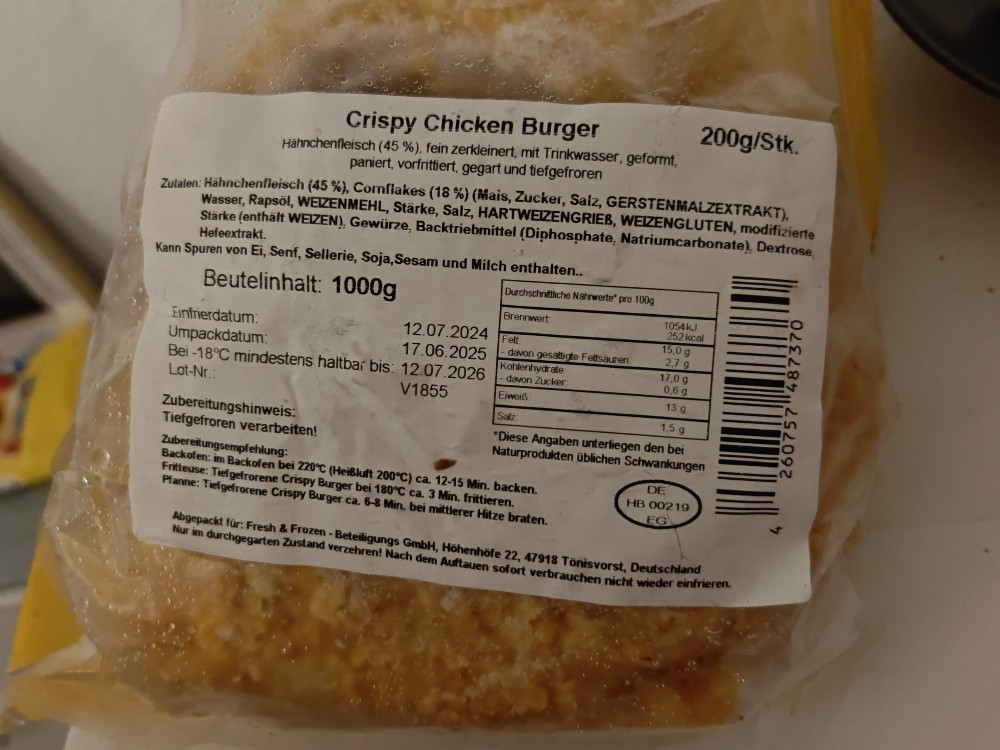 Crispy Chicken Burger
200g/Stk.
Hähnchenfleisch (45 %), fein zerkleinert, mit Trinkwasser, geformt,
paniert, vorfrittiert, gegart und tiefgefroren
Zutaten: Hähnchenfleisch (45 %), Cornflakes (18 %) (Mais, Zucker, Salz, GERSTENMALZEXTRAKT),
Wasser, Rapsöl, WEIZENMEHL, Stärke, Salz, HARTWEIZENGRIEß, WEIZENGLUTEN, modifizierte
Stärke (enthält WEIZEN), Gewürze, Backtriebmittel (Diphosphate, Natriumcarbonate), Dextrose,
Hefeextrakt.
Kann Spuren von Ei, Senf, Sellerie, Soja,Sesam und Milch enthalten..
Beutelinhalt: 1000g
Einfrierdatum: 12.07.2024
Umpackdatum: 17.06.2025
Bei -18°C mindestens haltbar bis: 12.07.2026
Lot-Nr.: V1855
Durchschnittliche Nährwerte* pro 100g
Brennwert: 1054kJ
252kcal
Fett: 15,0 g
- davon gesättigte Fettsäuren: 2,7 g
Kohlenhydrate 17,0 g
- davon Zucker: 0,6 g
Eiweiß: 13 g
Salz: 1,5 g
*Diese Angaben unterliegen den bei
Naturprodukten üblichen Schwankungen
Zubereitungshinweis:
Tiefgefroren verarbeiten!
Zubereitungsempfehlung:
Backofen: im Backofen bei 220°C (Heißluft 200°C) ca. 12-15 Min. backen.
Fritteuse: Tiefgefrorene Crispy Burger bei 180°C ca. 3 Min. frittieren.
Pfanne: Tiefgefrorene Crispy Burger ca. 6-8 Min. bei mittlerer Hitze braten.
DE
HB 00219
EG
4 260757 487370
Abgepackt für: Fresh & Frozen - Beteiligungs GmbH, Höhenhöfe 22, 47918 Tönisvorst, Deutschland
Nur im durchgegarten Zustand verzehren! Nach dem Auftauen sofort verbrauchen nicht wieder einfrieren.